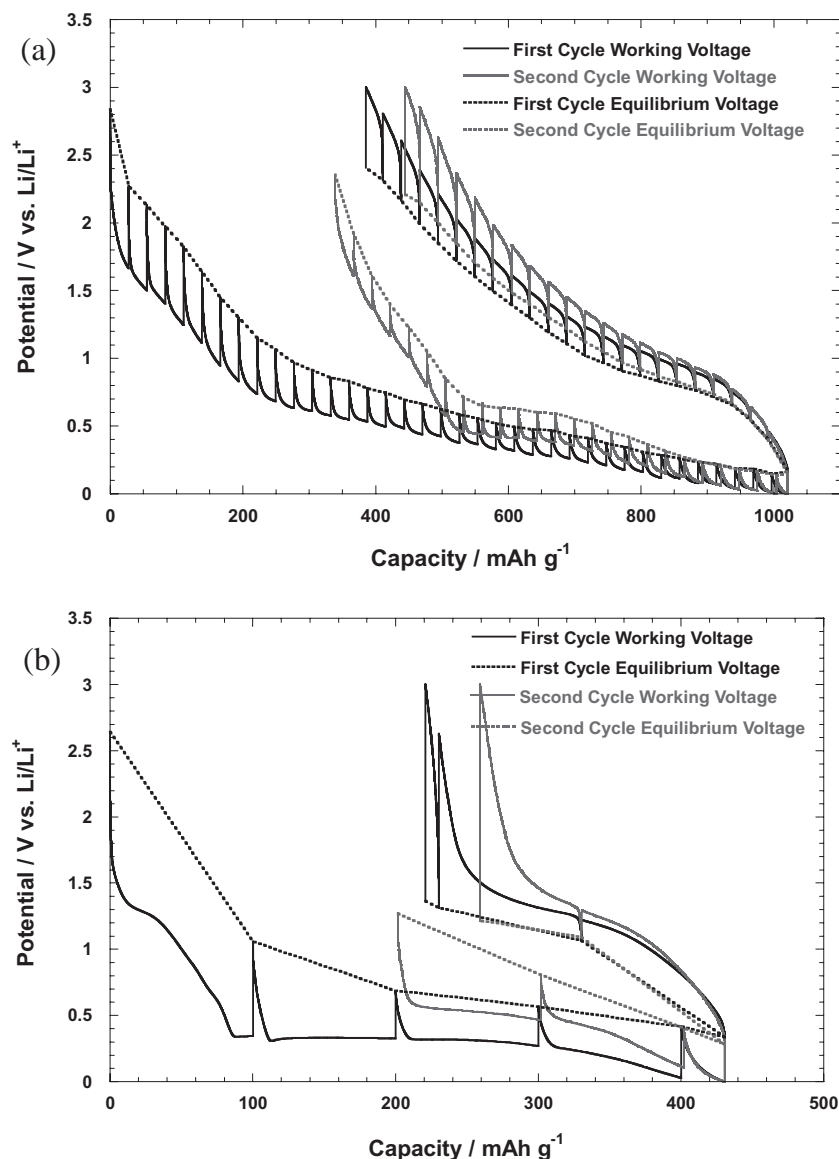 (a)
First Cycle Working Voltage
Second Cycle Working Voltage
First Cycle Equilibrium Voltage
Second Cycle Equilibrium Voltage
Potential / V vs. Li/Li+
3.5
3
2.5
2
1.5
1
0.5
0
0 200 400 600 800 1000
Capacity / mAh g-1
(b)
First Cycle Working Voltage
First Cycle Equilibrium Voltage
Second Cycle Working Voltage
Second Cycle Equilibrium Voltage
Potential / V vs. Li/Li+
3.5
3
2.5
2
1.5
1
0.5
0
0 100 200 300 400 500
Capacity / mAh g-1